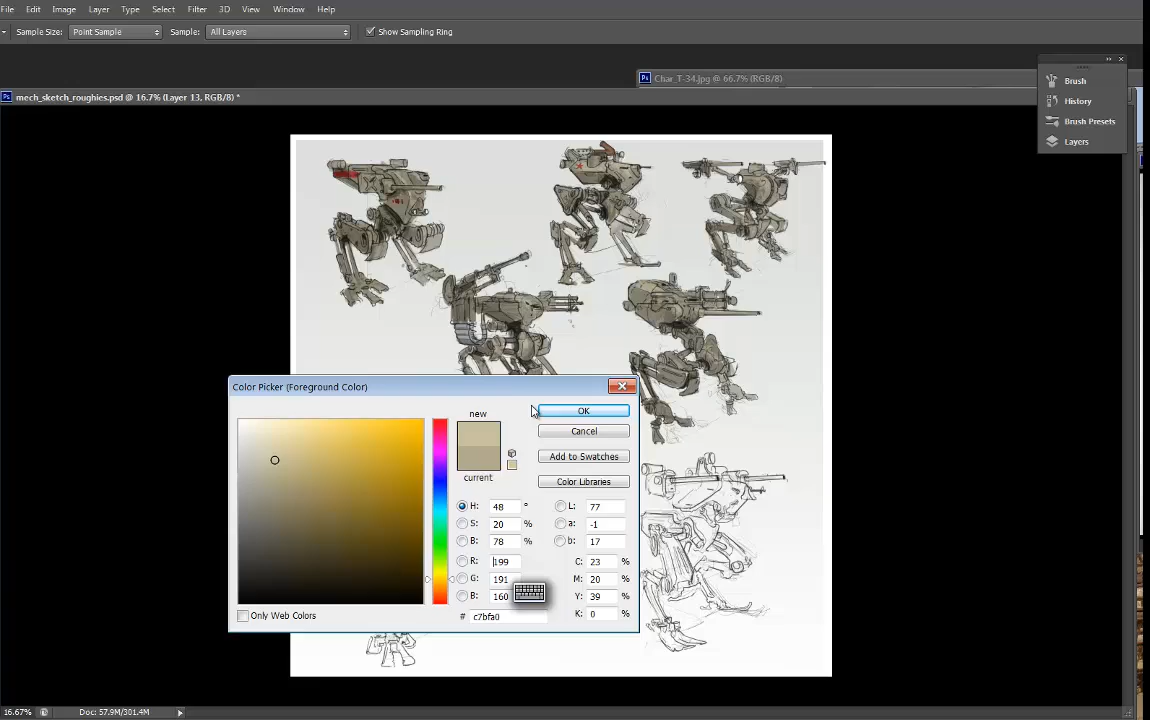 File Edit Image Layer Type Select Filter 3D View Window Help
Sample Size: Point Sample Sample: All Layers Show Sampling Ring
Char_T-34.jpg @ 66.7% (RGB/8)
mech_sketch_roughies.psd @ 16.7% (Layer 13, RGB/8) *
Brush
History
Brush Presets
Layers
Color Picker (Foreground Color)
new
current
OK
Cancel
Add to Swatches
Color Libraries
H: 48 ° L: 77
S: 20 % a: -1
B: 78 % b: 17
R: 199 C: 23 %
G: 191 M: 20 %
B: 160 Y: 39 %
# c7bfa0 K: 0 %
Only Web Colors
16.67% Doc: 57.9M/301.4M